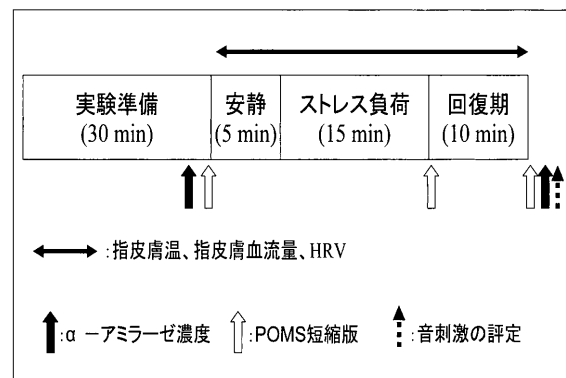 実験準備
(30 min)
安静
(5 min)
ストレス負荷
(15 min)
回復期
(10 min)
:指皮膚温、指皮膚血流量、HRV
:α −アミラーゼ濃度
:POMS短縮版
:音刺激の評定